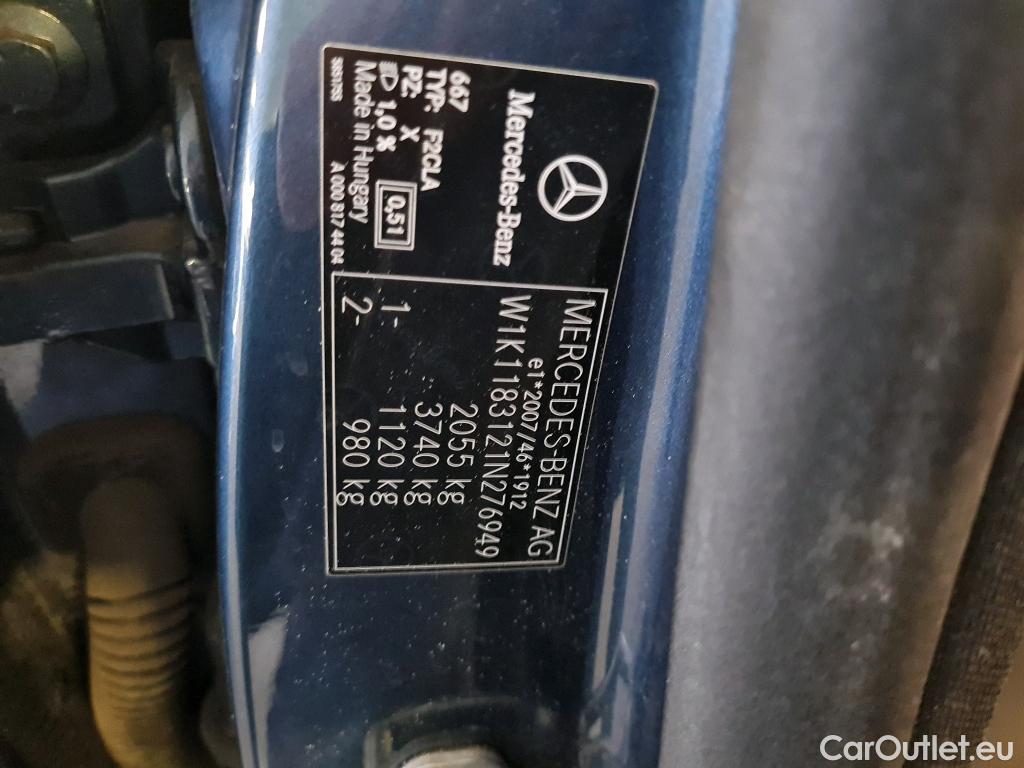 Mercedes-Benz
667
TYP: F2CLA
PZ: X
1,0 % 0,51
Made in Hungary
A 000 817 44 04
MERCEDES-BENZ AG
e1*2007/46*1912
W1K1183121N276949
2055 kg
3740 kg
1- 1120 kg
2- 980 kg
CarOutlet.eu